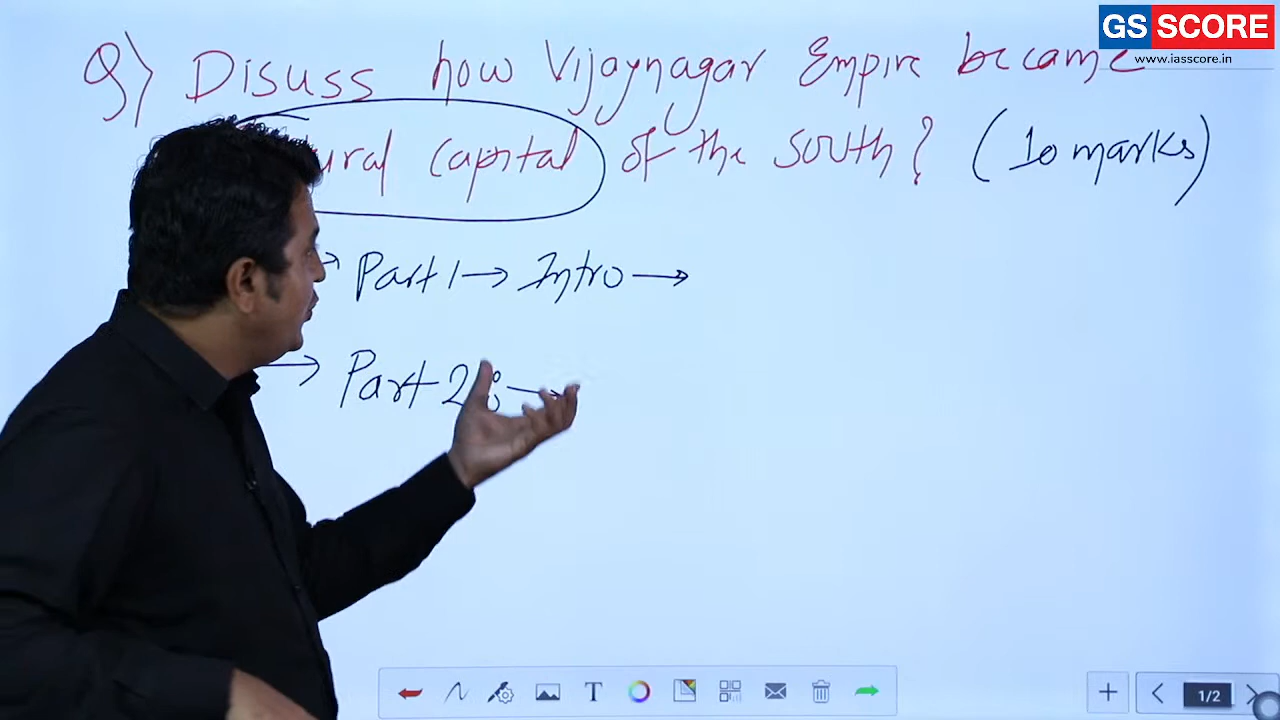 GS SCORE
www.iasscore.in
Q) Disuss how Vijaynagar Empire became
capital of the south? (10 marks)
Part 1 → Intro →
→ Part 2 : →
1/2